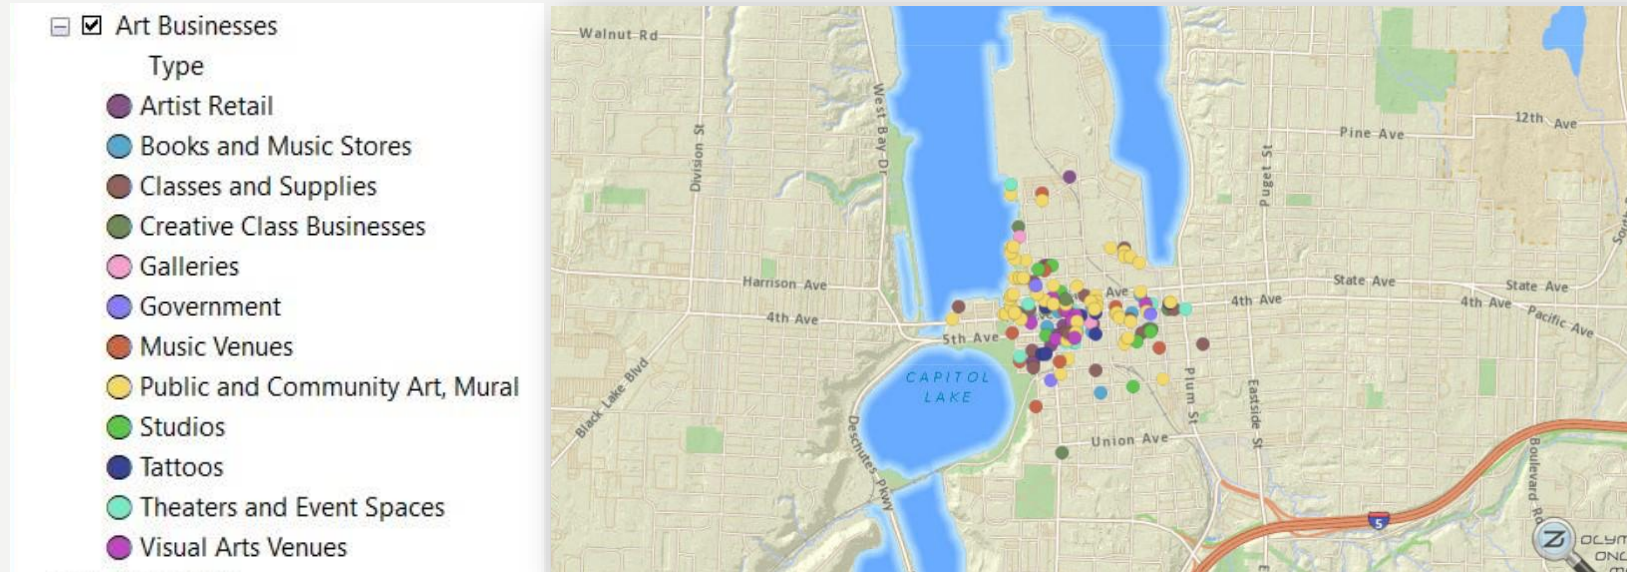 Art Businesses
Type
Artist Retail
Books and Music Stores
Classes and Supplies
Creative Class Businesses
Galleries
Government
Music Venues
Public and Community Art, Mural
Studios
Tattoos
Theaters and Event Spaces
Visual Arts Venues
Walnut Rd
Division St
West Bay Dr
Puget St
Pine Ave
12th Ave
Harrison Ave
4th Ave
5th Ave
Ave
State Ave
State Ave
4th Ave
4th Ave
Pacific Ave
CAPITOL
LAKE
Black Lake Blvd
Deschutes Pkwy
Plum St
Eastside St
Union Ave
Boulevard Rd
5
Z